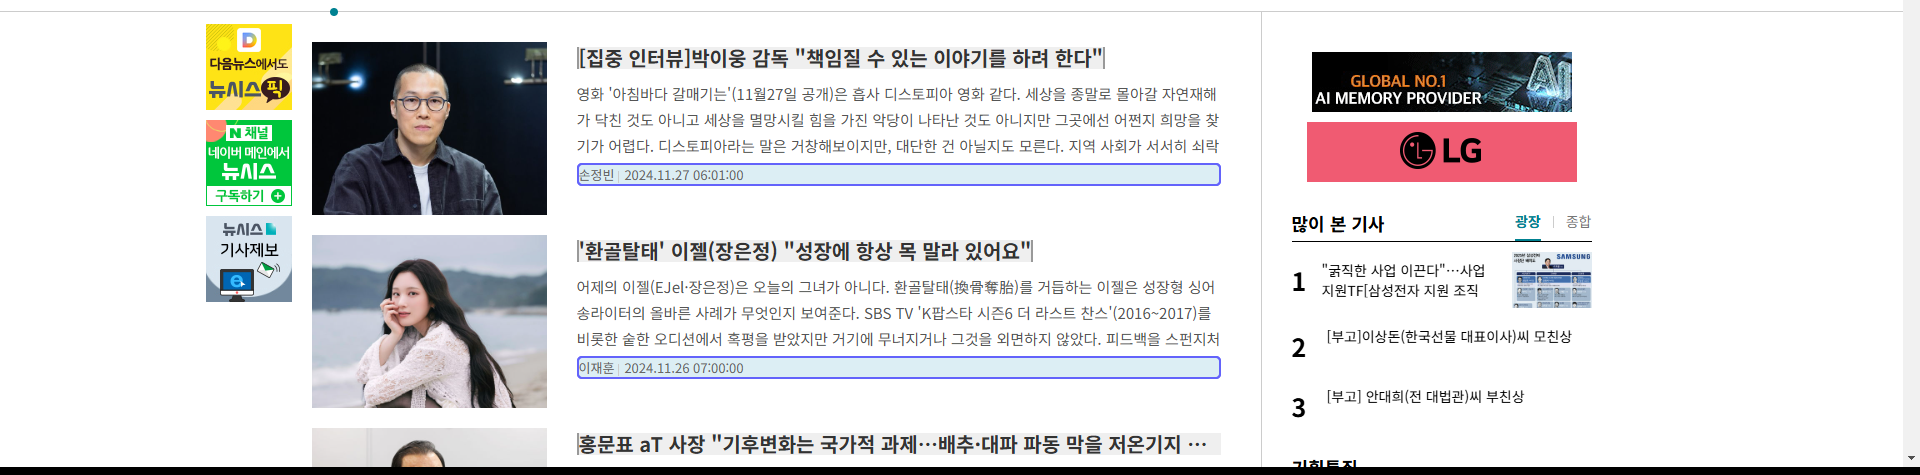 다음뉴스에서도
뉴시스픽
N 채널
네이버 메인에서
뉴시스
구독하기
뉴시스
기사제보
[집중 인터뷰]박이웅 감독 "책임질 수 있는 이야기를 하려 한다"
영화 '아침바다 갈매기는'(11월27일 공개)은 흡사 디스토피아 영화 같다. 세상을 종말로 몰아갈 자연재해
가 닥친 것도 아니고 세상을 멸망시킬 힘을 가진 악당이 나타난 것도 아니지만 그곳에선 어쩐지 희망을 찾
기가 어렵다. 디스토피아라는 말은 거창해보이지만, 대단한 건 아닐지도 모른다. 지역 사회가 서서히 쇠락
손정빈 | 2024.11.27 06:01:00
'환골탈태' 이젤(장은정) "성장에 항상 목 말라 있어요"
어제의 이젤(EJel·장은정)은 오늘의 그녀가 아니다. 환골탈태(換骨奪胎)를 거듭하는 이젤은 성장형 싱어
송라이터의 올바른 사례가 무엇인지 보여준다. SBS TV 'K팝스타 시즌6 더 라스트 찬스'(2016~2017)를
비롯한 숱한 오디션에서 혹평을 받았지만 거기에 무너지거나 그것을 외면하지 않았다. 피드백을 스펀지처
이재훈 | 2024.11.26 07:00:00
홍문표 aT 사장 "기후변화는 국가적 과제…배추·대파 파동 막을 저온기지 …
GLOBAL NO.1
AI MEMORY PROVIDER
AI
LG
많이 본 기사
광장 | 종합
1 "굵직한 사업 이끈다"…사업
지원TF[삼성전자 지원 조직
SAMSUNG
2 [부고]이상돈(한국선물 대표이사)씨 모친상
3 [부고] 안대희(전 대법관)씨 부친상